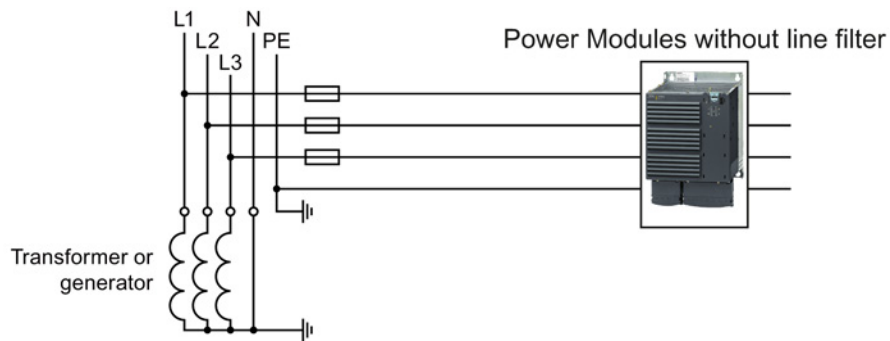 L1
L2
L3
N
PE
Power Modules without line filter
Transformer or
generator